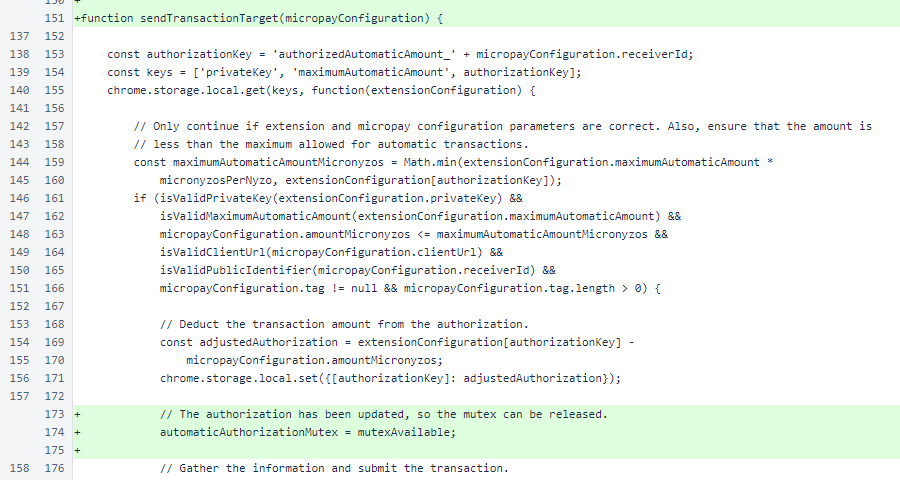 150 +
151 +function sendTransactionTarget(micropayConfiguration) {
137 152
138 153 const authorizationKey = 'authorizedAutomaticAmount_' + micropayConfiguration.receiverId;
139 154 const keys = ['privateKey', 'maximumAutomaticAmount', authorizationKey];
140 155 chrome.storage.local.get(keys, function(extensionConfiguration) {
141 156
142 157 // Only continue if extension and micropay configuration parameters are correct. Also, ensure that the amount is
143 158 // less than the maximum allowed for automatic transactions.
144 159 const maximumAutomaticAmountMicronyzos = Math.min(extensionConfiguration.maximumAutomaticAmount *
145 160 micronyzosPerNyzo, extensionConfiguration[authorizationKey]);
146 161 if (isValidPrivateKey(extensionConfiguration.privateKey) &&
147 162 isValidMaximumAutomaticAmount(extensionConfiguration.maximumAutomaticAmount) &&
148 163 micropayConfiguration.amountMicronyzos <= maximumAutomaticAmountMicronyzos &&
149 164 isValidClientUrl(micropayConfiguration.clientUrl) &&
150 165 isValidPublicIdentifier(micropayConfiguration.receiverId) &&
151 166 micropayConfiguration.tag != null && micropayConfiguration.tag.length > 0) {
152 167
153 168 // Deduct the transaction amount from the authorization.
154 169 const adjustedAuthorization = extensionConfiguration[authorizationKey] -
155 170 micropayConfiguration.amountMicronyzos;
156 171 chrome.storage.local.set({[authorizationKey]: adjustedAuthorization});
157 172
173 + // The authorization has been updated, so the mutex can be released.
174 + automaticAuthorizationMutex = mutexAvailable;
175 +
158 176 // Gather the information and submit the transaction.